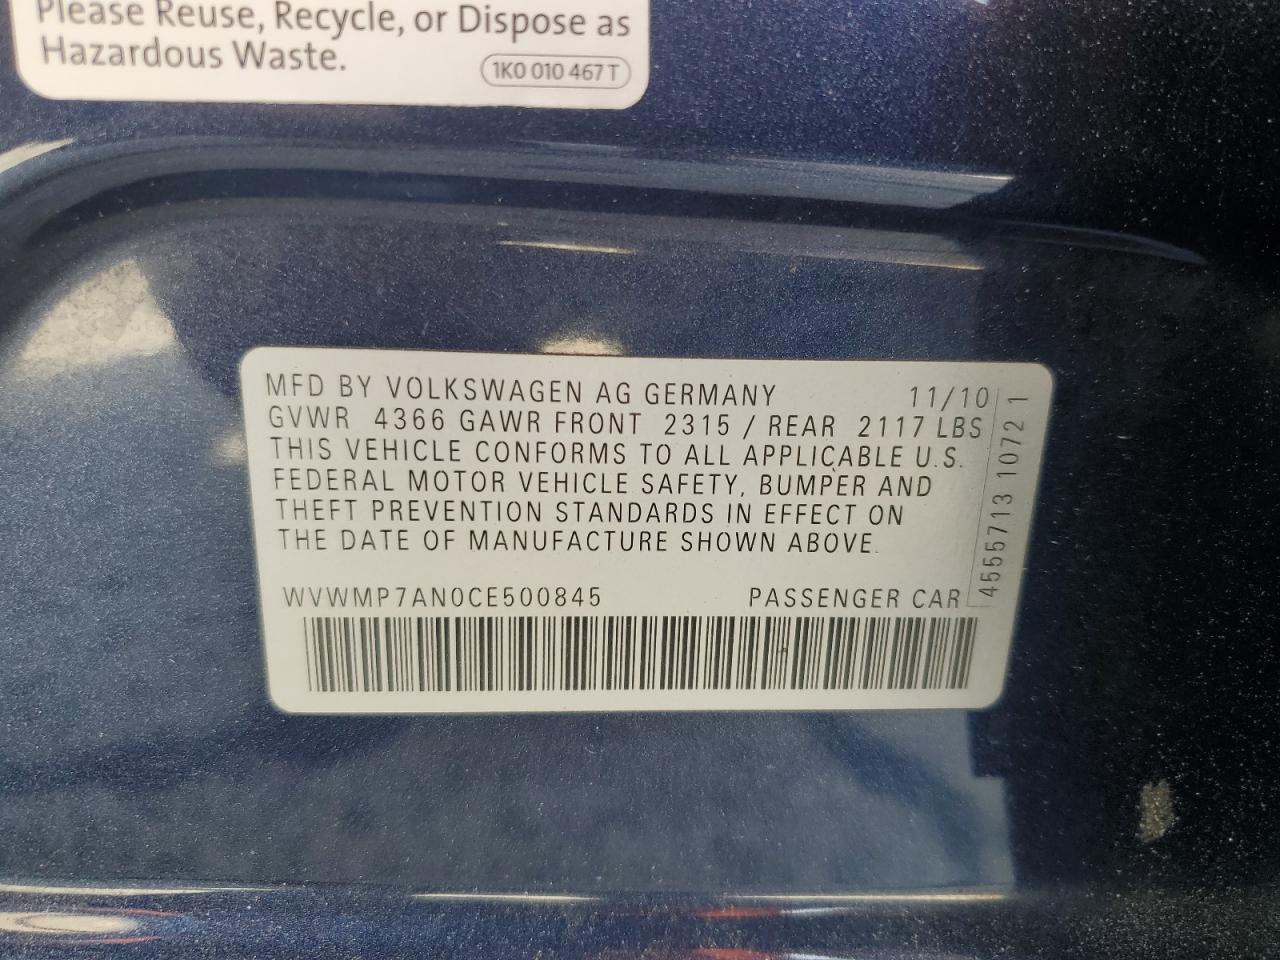 Please Reuse, Recycle, or Dispose as
Hazardous Waste.
1K0 010 467 T
MFD BY VOLKSWAGEN AG GERMANY 11/10
GVWR 4366 GAWR FRONT 2315 / REAR 2117 LBS
THIS VEHICLE CONFORMS TO ALL APPLICABLE U.S.
FEDERAL MOTOR VEHICLE SAFETY, BUMPER AND
THEFT PREVENTION STANDARDS IN EFFECT ON
THE DATE OF MANUFACTURE SHOWN ABOVE.
WVWMP7AN0CE500845 PASSENGER CAR
4555713 1072 1